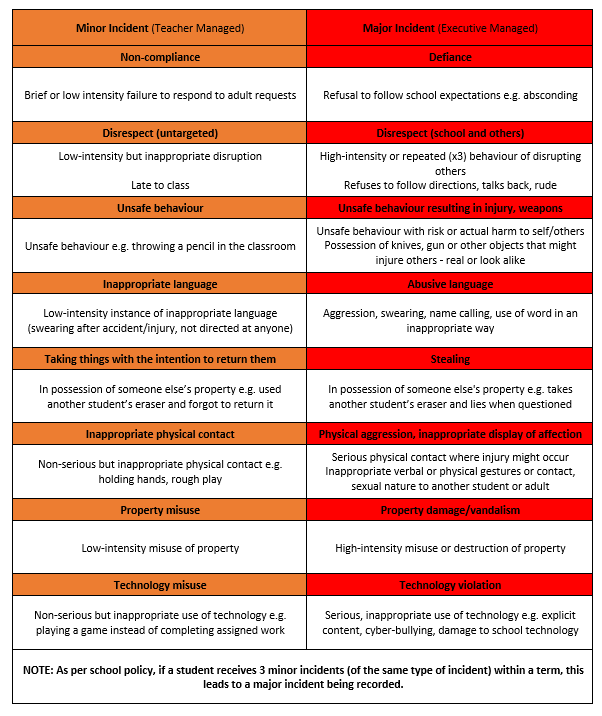 Minor Incident (Teacher Managed)
Major Incident (Executive Managed)
Non-compliance
Defiance
Brief or low intensity failure to respond to adult requests
Refusal to follow school expectations e.g. absconding
Disrespect (untargeted)
Disrespect (school and others)
Low-intensity but inappropriate disruption
Late to class
High-intensity or repeated (x3) behaviour of disrupting
others
Refuses to follow directions, talks back, rude
Unsafe behaviour
Unsafe behaviour resulting in injury, weapons
Unsafe behaviour e.g. throwing a pencil in the classroom
Unsafe behaviour with risk or actual harm to self/others
Possession of knives, gun or other objects that might
injure others - real or look alike
Inappropriate language
Abusive language
Low-intensity instance of inappropriate language
(swearing after accident/injury, not directed at anyone)
Aggression, swearing, name calling, use of word in an
inappropriate way
Taking things with the intention to return them
Stealing
In possession of someone else’s property e.g. used
another student’s eraser and forgot to return it
In possession of someone else's property e.g. takes
another student’s eraser and lies when questioned
Inappropriate physical contact
Physical aggression, inappropriate display of affection
Non-serious but inappropriate physical contact e.g.
holding hands, rough play
Serious physical contact where injury might occur
Inappropriate verbal or physical gestures or contact,
sexual nature to another student or adult
Property misuse
Property damage/vandalism
Low-intensity misuse of property
High-intensity misuse or destruction of property
Technology misuse
Technology violation
Non-serious but inappropriate use of technology e.g.
playing a game instead of completing assigned work
Serious, inappropriate use of technology e.g. explicit
content, cyber-bullying, damage to school technology
NOTE: As per school policy, if a student receives 3 minor incidents (of the same type of incident) within a term, this
leads to a major incident being recorded.